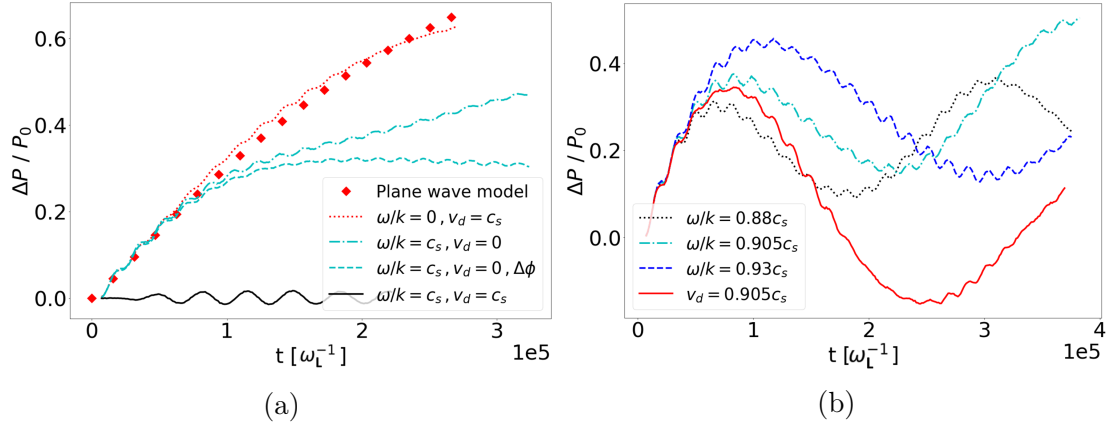 0.6
0.4
0.2
0.0
ΔP / P₀
Plane wave model
ω/k = 0 , v_d = c_s
ω/k = c_s , v_d = 0
ω/k = c_s , v_d = 0 , Δϕ
ω/k = c_s , v_d = c_s
0 1 2 3
1e5
t [ω_L⁻¹]
(a)
0.4
0.2
0.0
ΔP / P₀
ω/k = 0.88c_s
ω/k = 0.905c_s
ω/k = 0.93c_s
v_d = 0.905c_s
0 1 2 3 4
1e5
t [ω_L⁻¹]
(b)